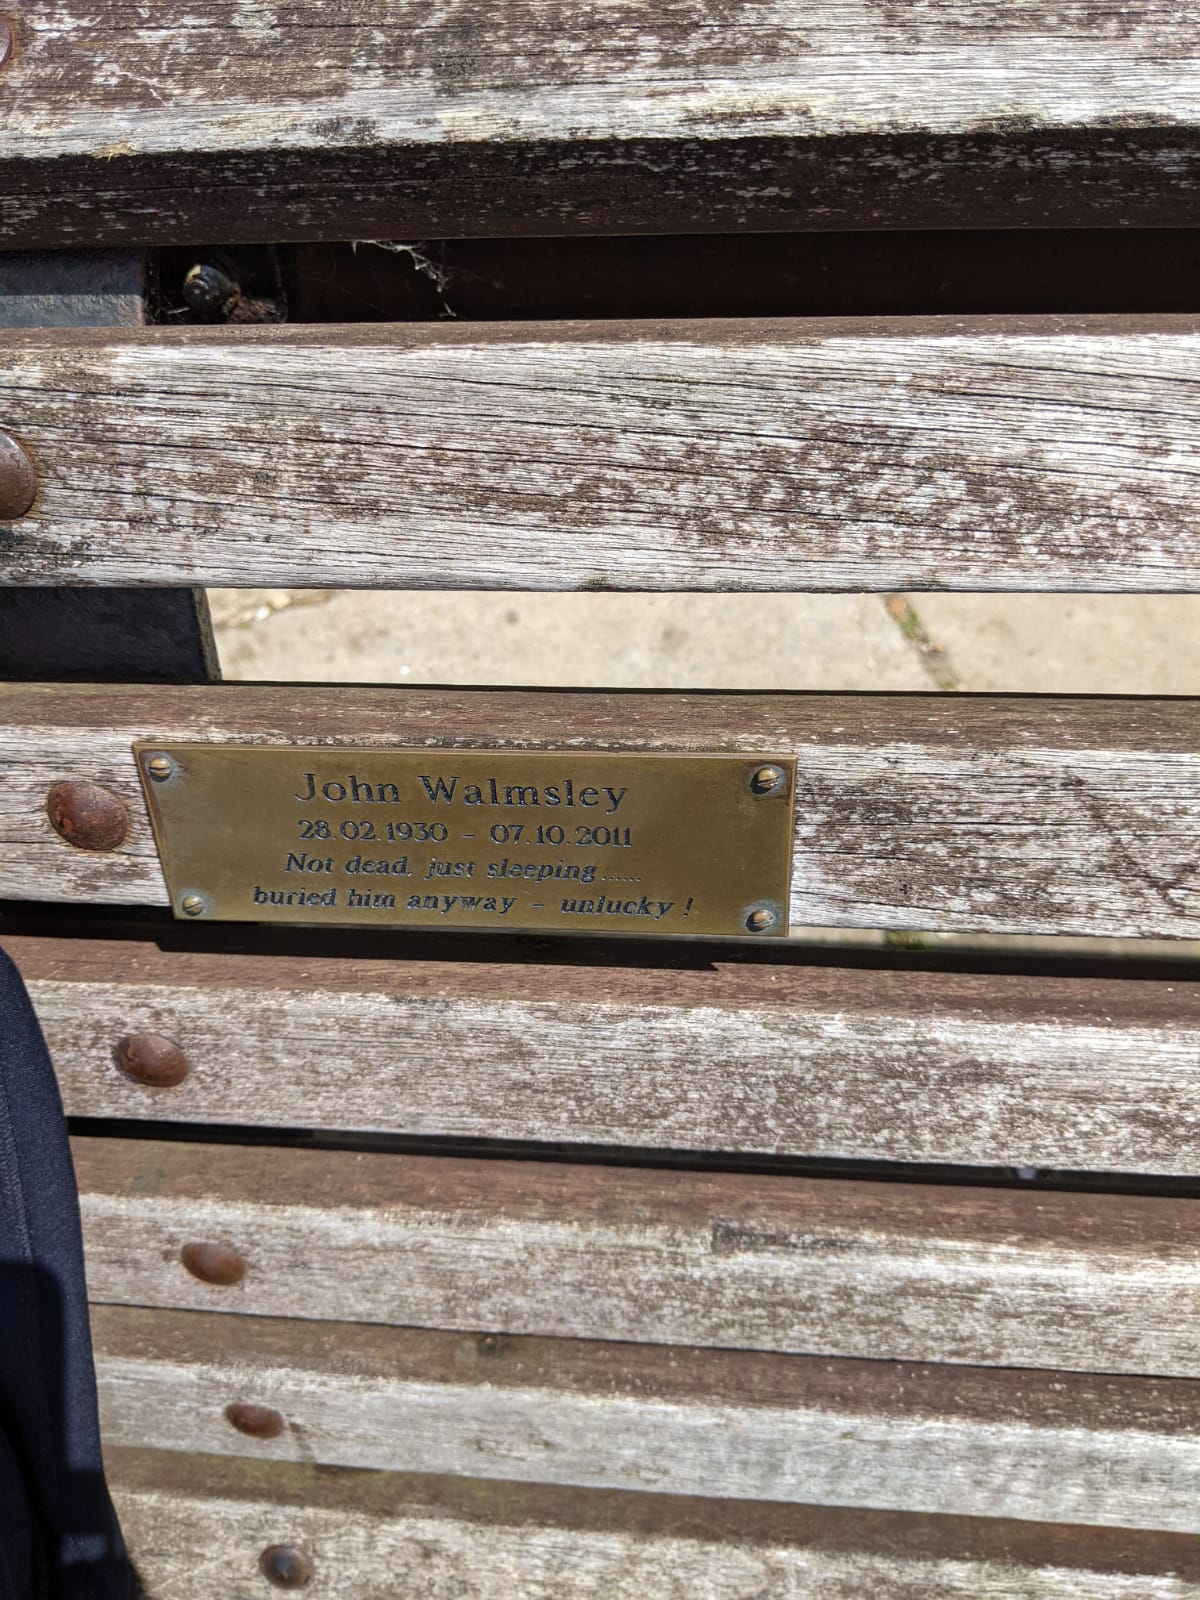 John Walmsley
28.02.1930 - 07.10.2011
Not dead, just sleeping......
buried him anyway - unlucky!